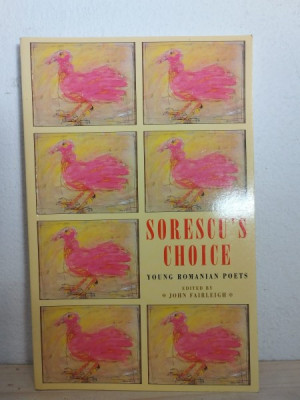 SORESCU'S
CHOICE
YOUNG ROMANIAN POETS
EDITED BY
* JOHN FAIRLEIGH *